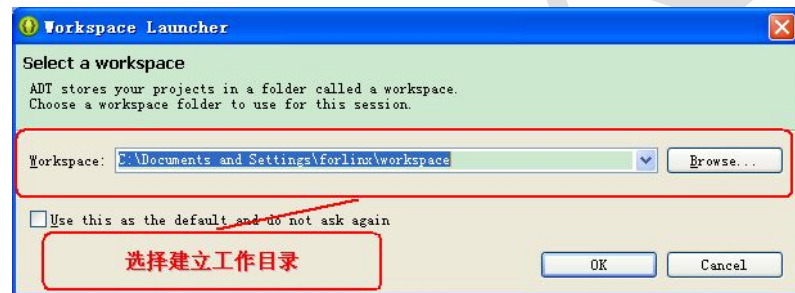 Workspace Launcher
Select a workspace
ADT stores your projects in a folder called a workspace.
Choose a workspace folder to use for this session.
Workspace: C:\Documents and Settings\forlinx\workspace Browse...
Use this as the default and do not ask again
选择建立工作目录
OK Cancel